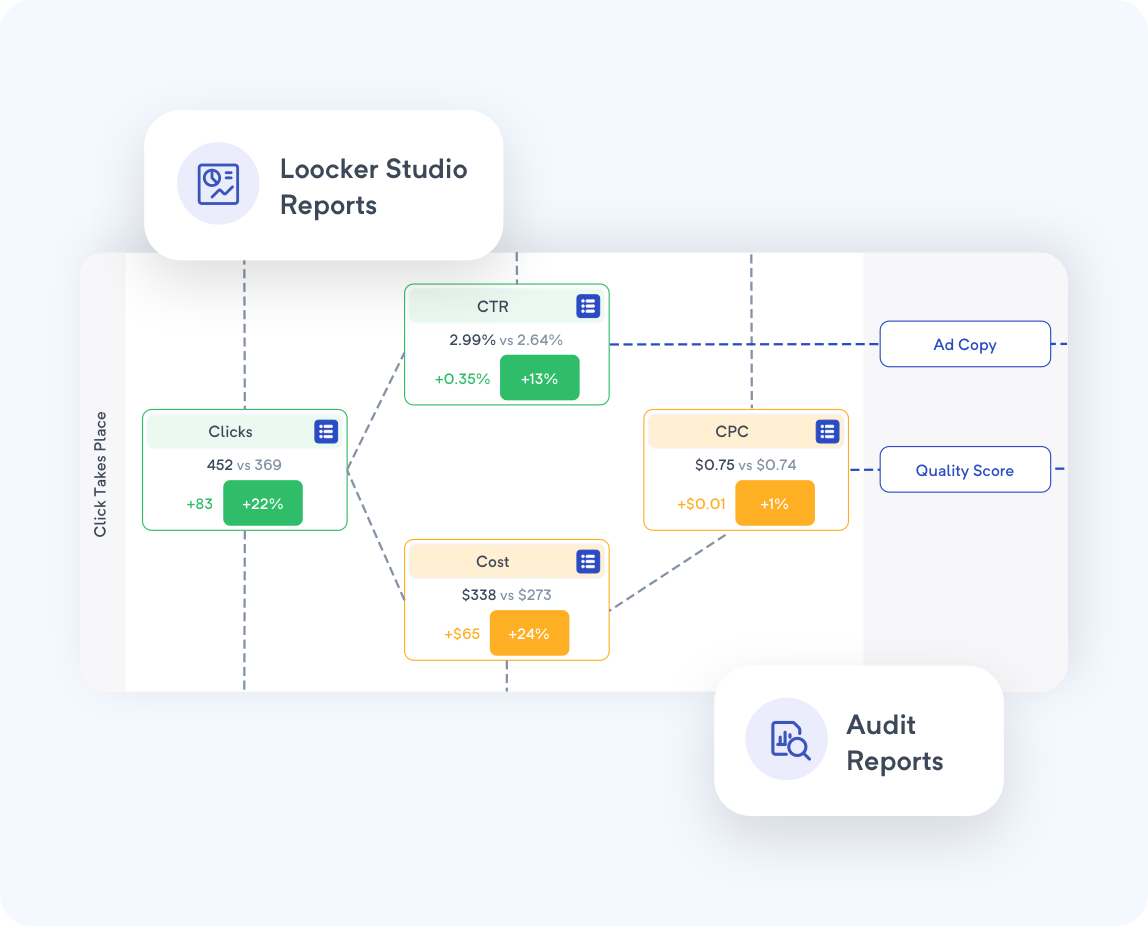 Loocker Studio
Reports
CTR
2.99% vs 2.64%
+0.35% +13%
Ad Copy
Click Takes Place
Clicks
452 vs 369
+83 +22%
CPC
$0.75 vs $0.74
+$0.01 +1%
Quality Score
Cost
$338 vs $273
+$65 +24%
Audit
Reports